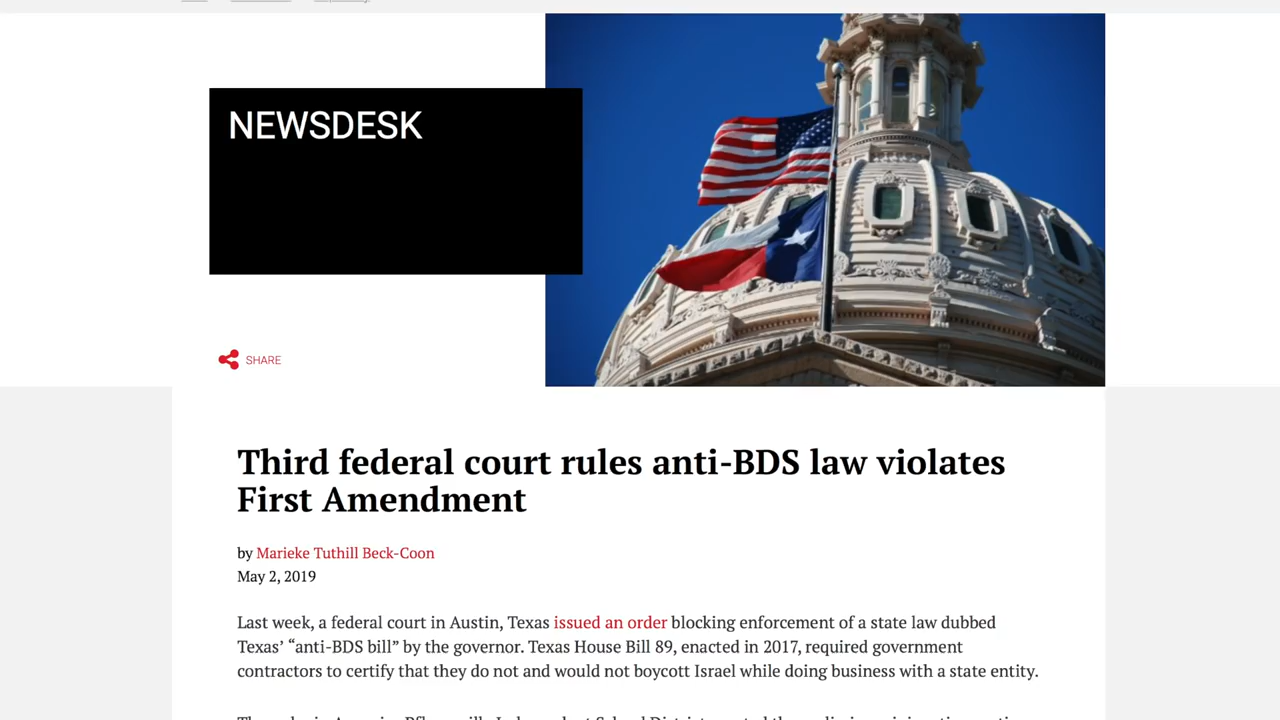 NEWSDESK
SHARE
Third federal court rules anti-BDS law violates
First Amendment
by Marieke Tuthill Beck-Coon
May 2, 2019
Last week, a federal court in Austin, Texas issued an order blocking enforcement of a state law dubbed
Texas’ “anti-BDS bill” by the governor. Texas House Bill 89, enacted in 2017, required government
contractors to certify that they do not and would not boycott Israel while doing business with a state entity.